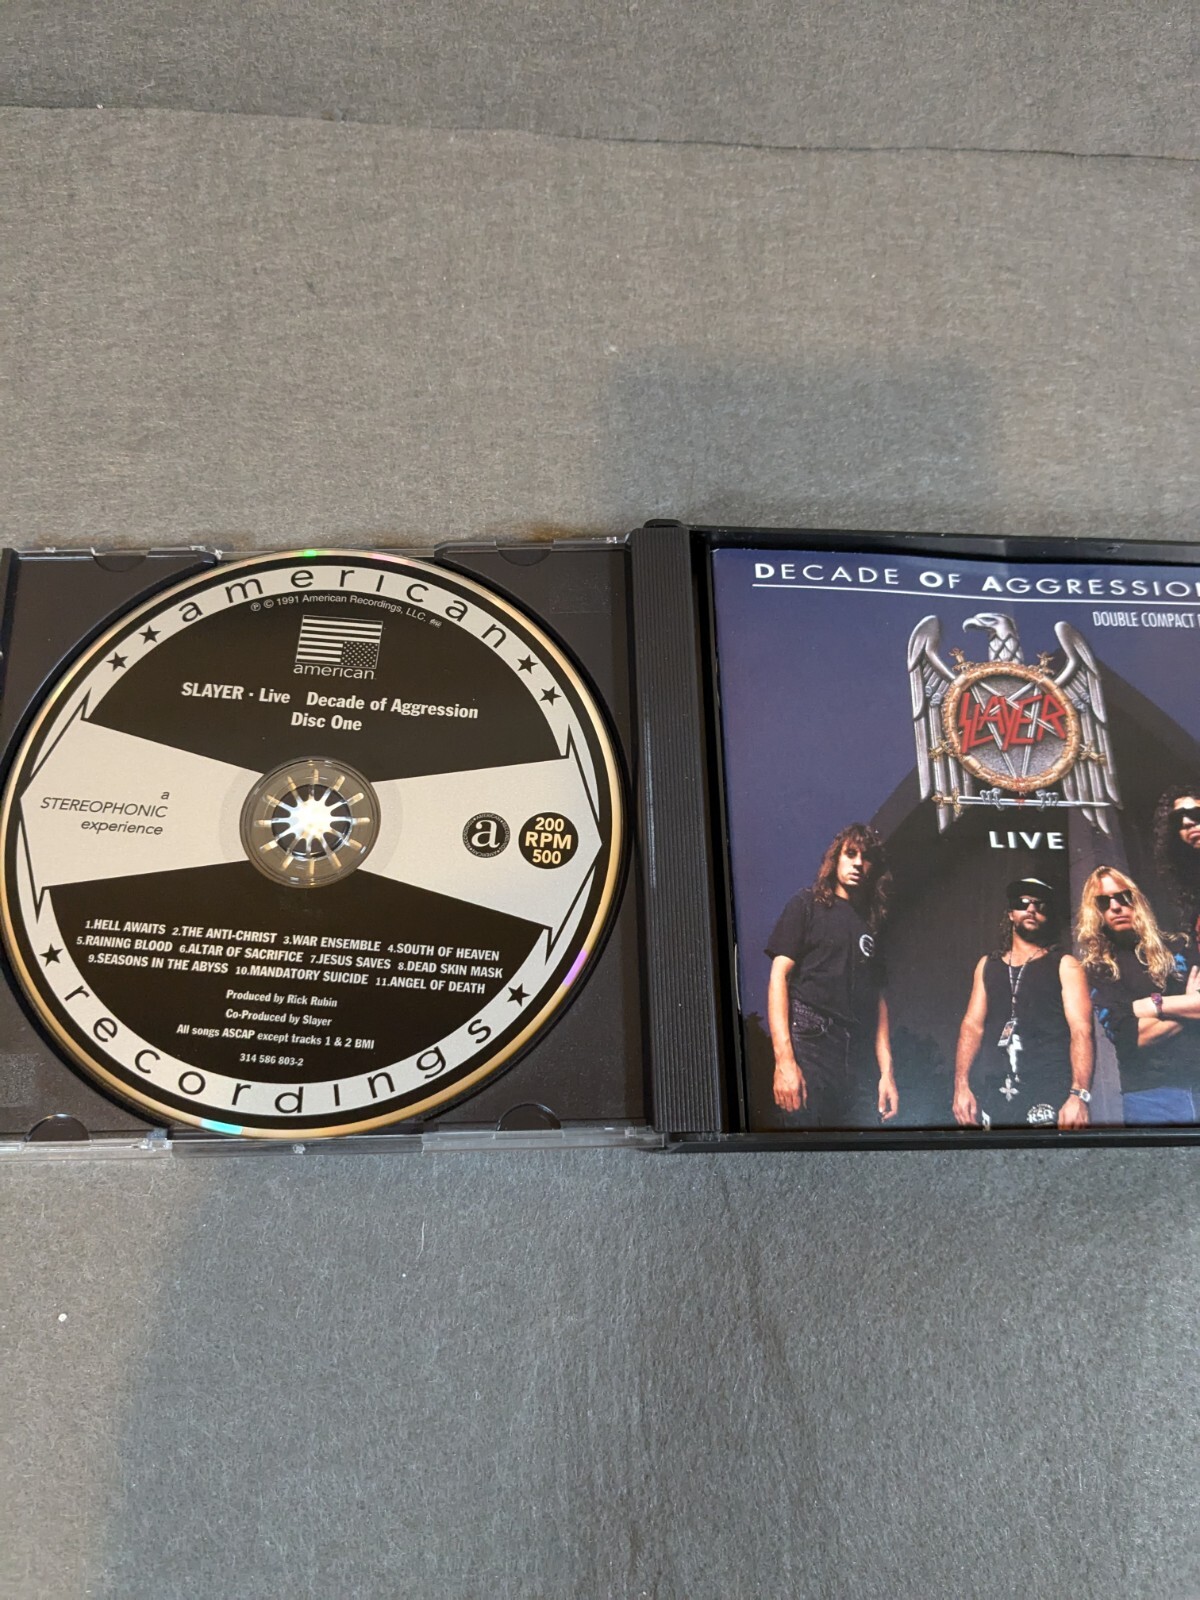 american
℗ © 1991 American Recordings, LLC.
american
SLAYER · Live Decade of Aggression
Disc One
a
STEREOPHONIC
experience
a
200
RPM
500
1.HELL AWAITS 2.THE ANTI-CHRIST 3.WAR ENSEMBLE 4.SOUTH OF HEAVEN
5.RAINING BLOOD 6.ALTAR OF SACRIFICE 7.JESUS SAVES 8.DEAD SKIN MASK
9.SEASONS IN THE ABYSS 10.MANDATORY SUICIDE 11.ANGEL OF DEATH
Produced by Rick Rubin
Co-Produced by Slayer
All songs ASCAP except tracks 1 & 2 BMI
314 586 803-2
recordings
DECADE OF AGGRESSION
DOUBLE COMPACT
SLAYER
LIVE